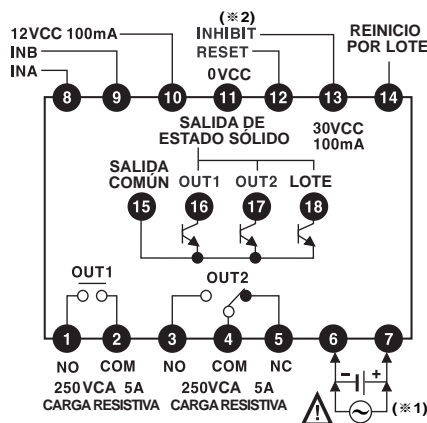 (※2)
12VCC 100mA
INHIBIT
REINICIO
POR LOTE
INB
RESET
INA
0VCC
8 9 10 11 12 13 14
SALIDA DE
ESTADO SÓLIDO
30VCC
100mA
SALIDA
COMÚN
OUT1 OUT2 LOTE
15 16 17 18
OUT1
OUT2
1 2 3 4 5 6 7
NO COM NO COM NC
- +
250 VCA 5A
CARGA RESISTIVA
250VCA 5A
CARGA RESISTIVA
!
(※1)